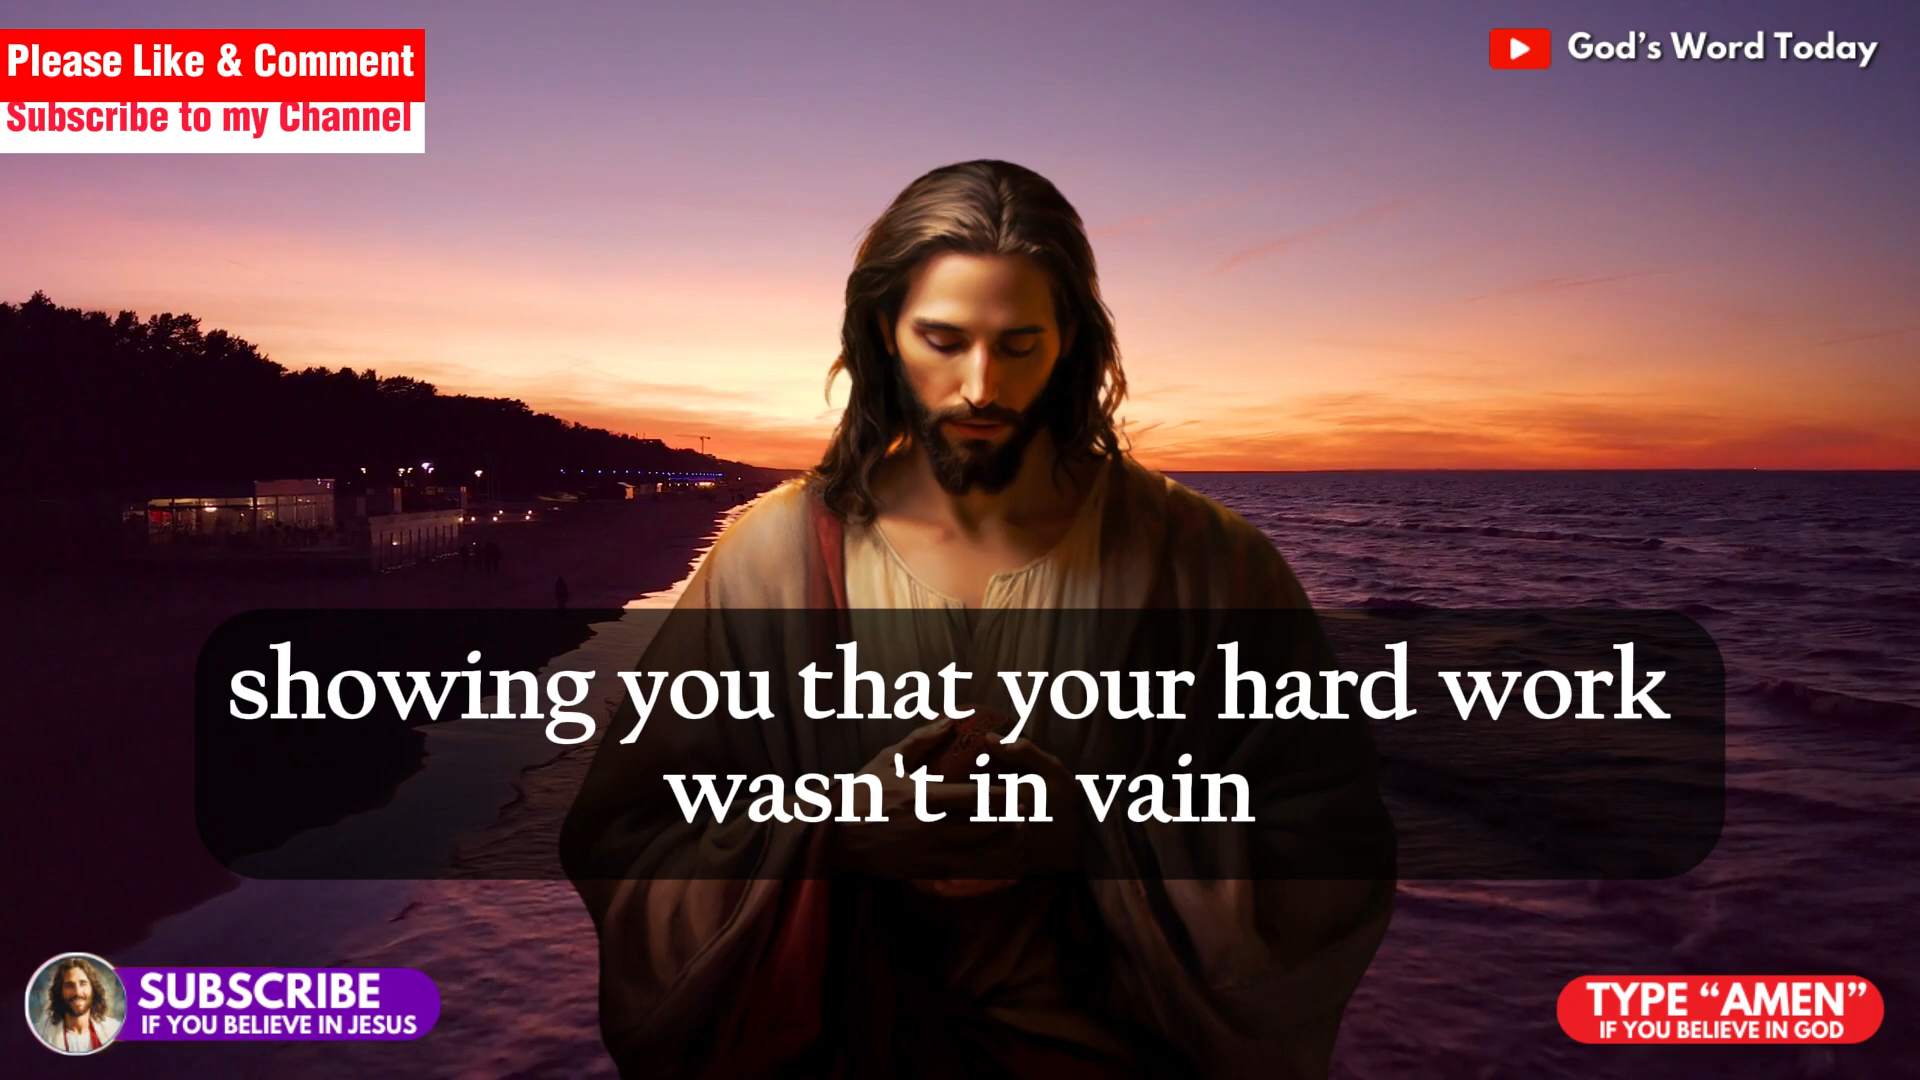 Please Like & Comment
Subscribe to my Channel
God’s Word Today
showing you that your hard work
wasn't in vain
SUBSCRIBE
IF YOU BELIEVE IN JESUS
TYPE “AMEN”
IF YOU BELIEVE IN GOD